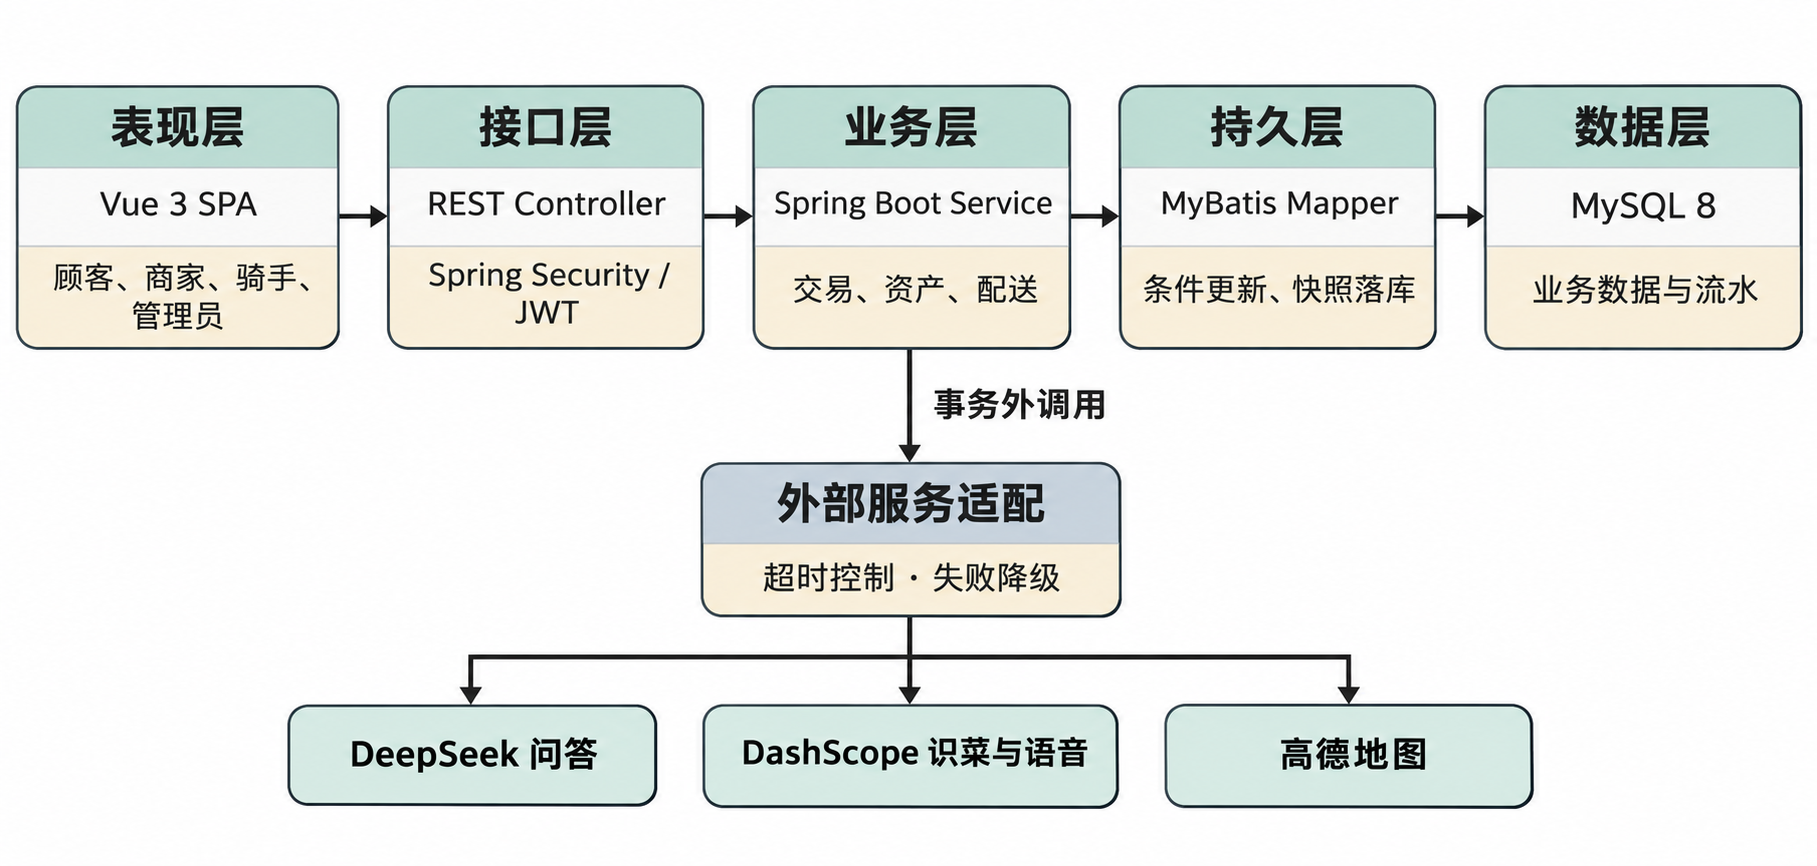 表现层
Vue 3 SPA
顾客、商家、骑手、
管理员
接口层
REST Controller
Spring Security /
JWT
业务层
Spring Boot Service
交易、资产、配送
持久层
MyBatis Mapper
条件更新、快照落库
数据层
MySQL 8
业务数据与流水
事务外调用
外部服务适配
超时控制 · 失败降级
DeepSeek 问答
DashScope 识菜与语音
高德地图